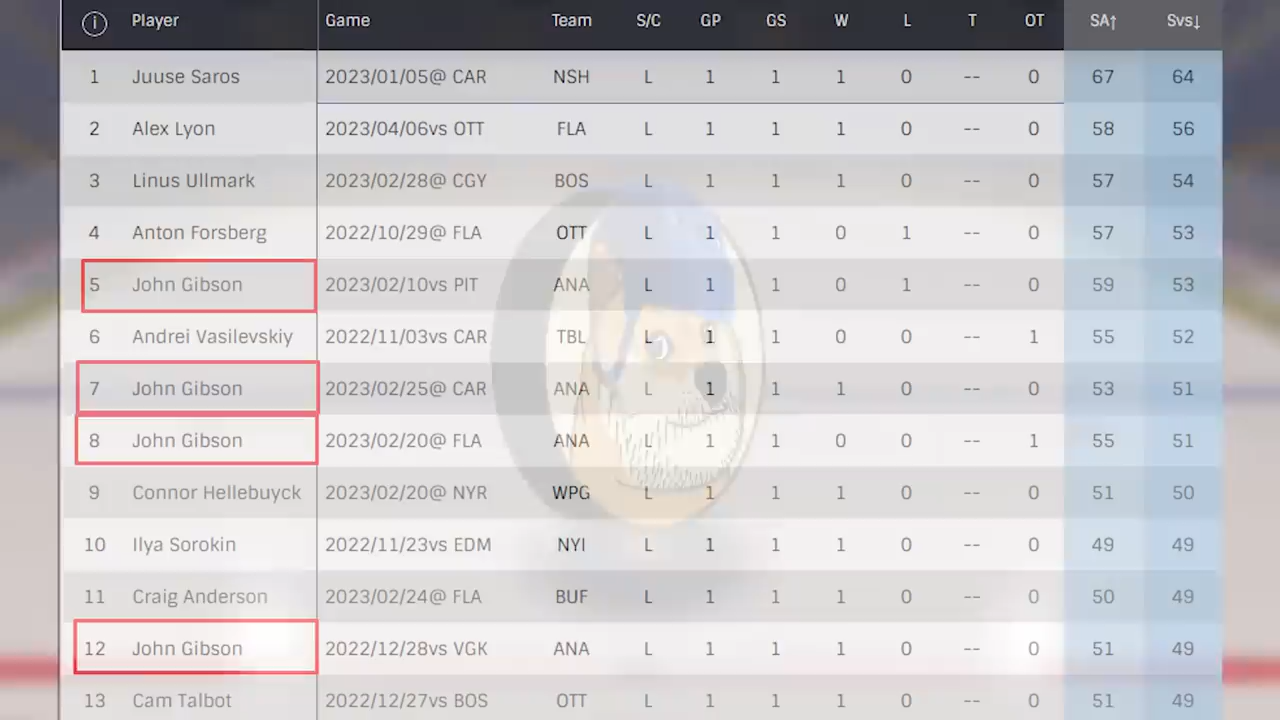 i Player Game Team S/C GP GS W L T OT SA↑ Svs↓
1 Juuse Saros 2023/01/05@ CAR NSH L 1 1 1 0 -- 0 67 64
2 Alex Lyon 2023/04/06vs OTT FLA L 1 1 1 0 -- 0 58 56
3 Linus Ullmark 2023/02/28@ CGY BOS L 1 1 1 0 -- 0 57 54
4 Anton Forsberg 2022/10/29@ FLA OTT L 1 1 0 1 -- 0 57 53
5 John Gibson 2023/02/10vs PIT ANA L 1 1 0 1 -- 0 59 53
6 Andrei Vasilevskiy 2022/11/03vs CAR TBL L 1 1 0 0 -- 1 55 52
7 John Gibson 2023/02/25@ CAR ANA L 1 1 1 0 -- 0 53 51
8 John Gibson 2023/02/20@ FLA ANA L 1 1 0 0 -- 1 55 51
9 Connor Hellebuyck 2023/02/20@ NYR WPG L 1 1 1 0 -- 0 51 50
10 Ilya Sorokin 2022/11/23vs EDM NYI L 1 1 1 0 -- 0 49 49
11 Craig Anderson 2023/02/24@ FLA BUF L 1 1 1 0 -- 0 50 49
12 John Gibson 2022/12/28vs VGK ANA L 1 1 1 0 -- 0 51 49
13 Cam Talbot 2022/12/27vs BOS OTT L 1 1 1 0 -- 0 51 49